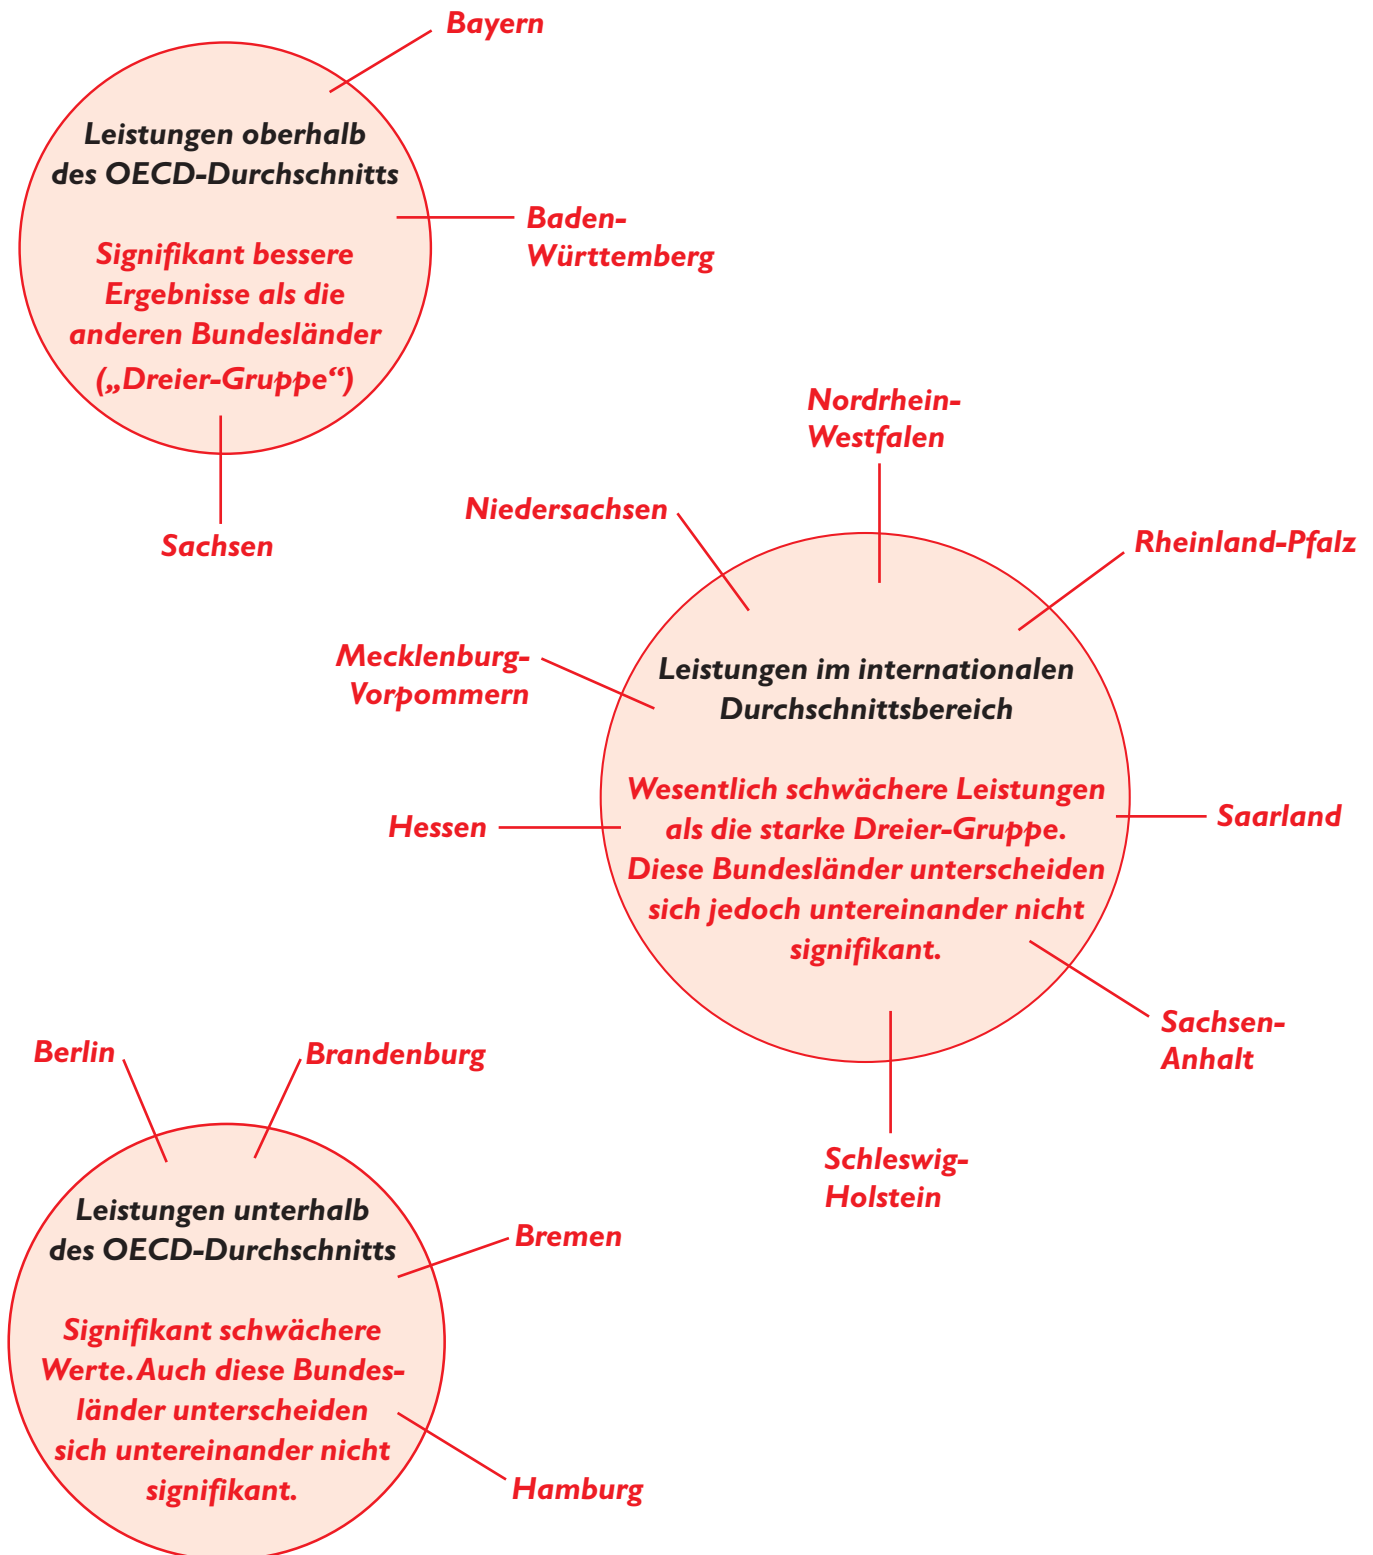 Bayern
Leistungen oberhalb
des OECD-Durchschnitts
Baden-
Württemberg
Signifikant bessere
Ergebnisse als die
anderen Bundesländer
(„Dreier-Gruppe“)
Sachsen
Nordrhein-
Westfalen
Niedersachsen
Rheinland-Pfalz
Mecklenburg-
Vorpommern
Leistungen im internationalen
Durchschnittsbereich
Wesentlich schwächere Leistungen
als die starke Dreier-Gruppe.
Diese Bundesländer unterscheiden
sich jedoch untereinander nicht
signifikant.
Hessen
Saarland
Sachsen-
Anhalt
Schleswig-
Holstein
Berlin
Brandenburg
Leistungen unterhalb
des OECD-Durchschnitts
Bremen
Signifikant schwächere
Werte. Auch diese Bundes-
länder unterscheiden
sich untereinander nicht
signifikant.
Hamburg